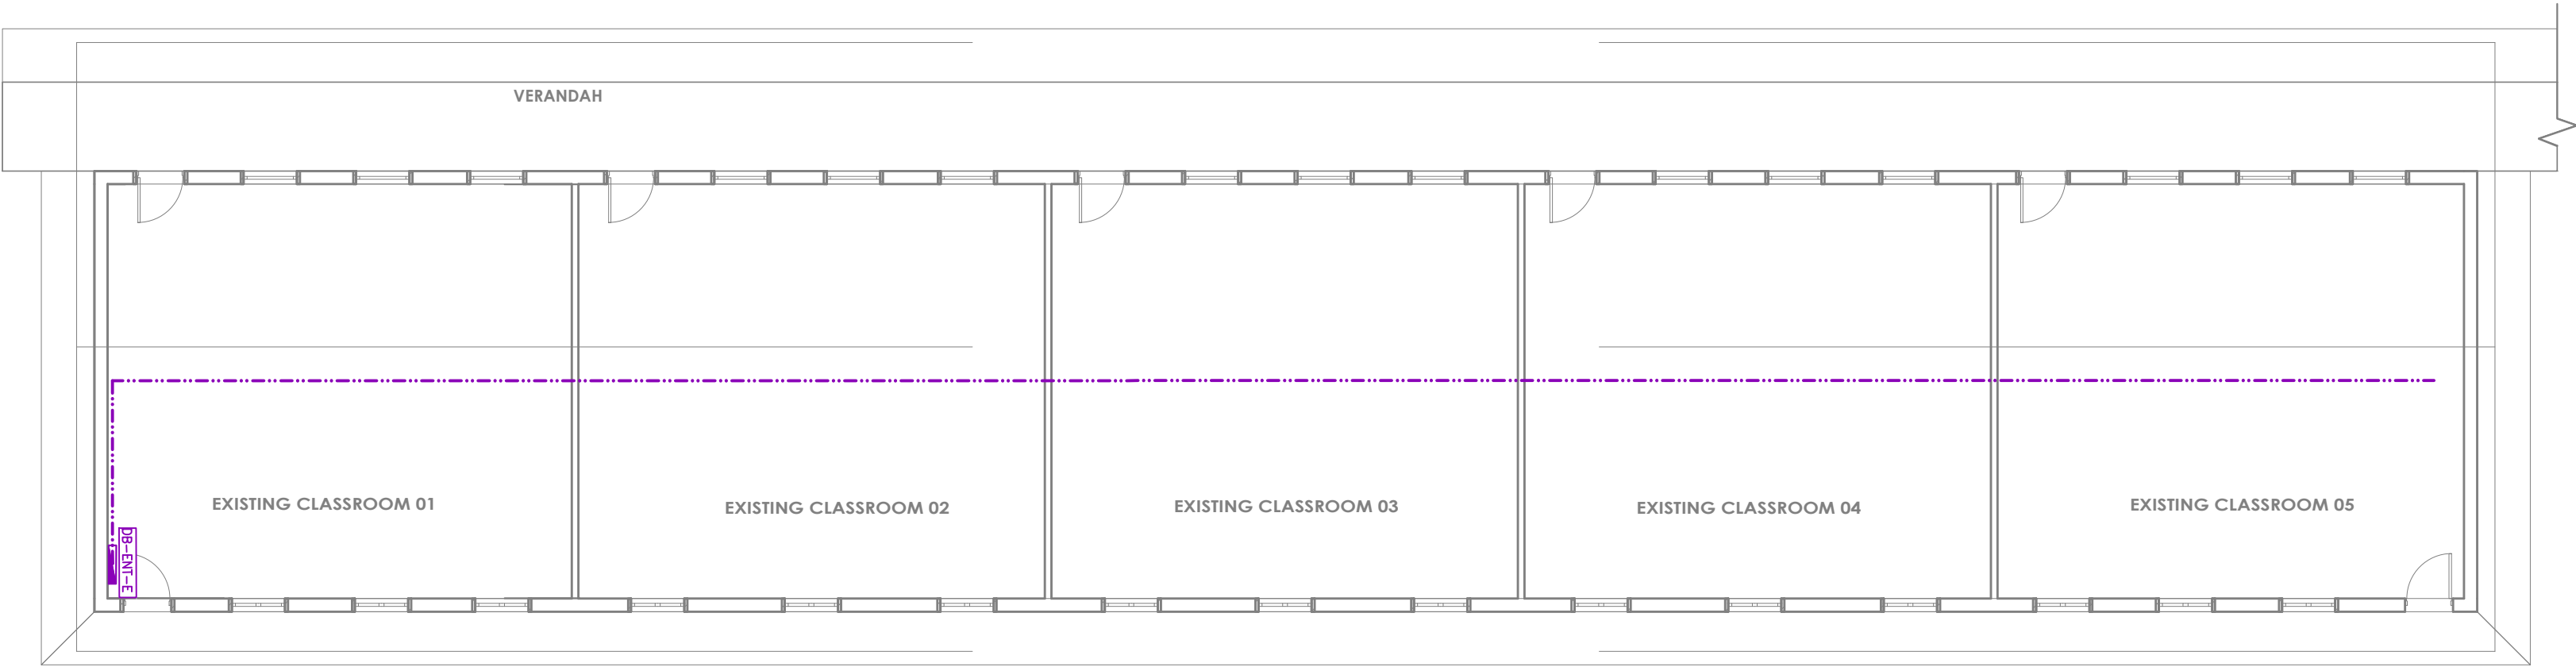 VERANDAH
EXISTING CLASSROOM 01
EXISTING CLASSROOM 02
EXISTING CLASSROOM 03
EXISTING CLASSROOM 04
EXISTING CLASSROOM 05
DB-ENT-E